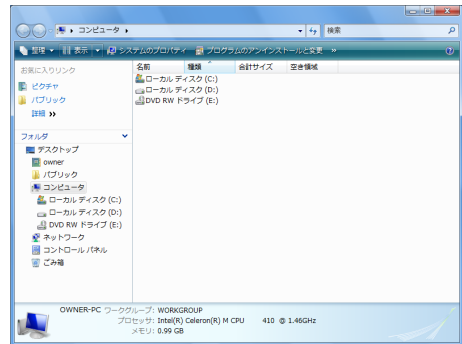 コンピュータ
検索
整理 表示 システムのプロパティ プログラムのアンインストールと変更 »
お気に入りリンク
ピクチャ
パブリック
詳細 »
フォルダ
デスクトップ
owner
パブリック
コンピュータ
ローカル ディスク (C:)
ローカル ディスク (D:)
DVD RW ドライブ (E:)
ネットワーク
コントロール パネル
ごみ箱
名前 種類 合計サイズ 空き領域
ローカル ディスク (C:)
ローカル ディスク (D:)
DVD RW ドライブ (E:)
OWNER-PC ワークグループ: WORKGROUP
プロセッサ: Intel(R) Celeron(R) M CPU 410 @ 1.46GHz
メモリ: 0.99 GB